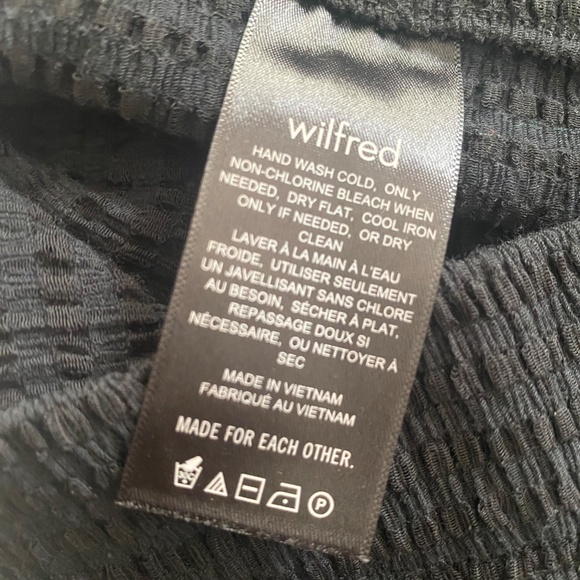 wilfred
HAND WASH COLD, ONLY
NON-CHLORINE BLEACH WHEN
NEEDED, DRY FLAT, COOL IRON
ONLY IF NEEDED, OR DRY
CLEAN
LAVER À LA MAIN À L'EAU
FROIDE, UTILISER SEULEMENT
UN JAVELLISANT SANS CHLORE
AU BESOIN, SÉCHER À PLAT,
REPASSAGE DOUX SI
NÉCESSAIRE, OU NETTOYER À
SEC
MADE IN VIETNAM
FABRIQUÉ AU VIETNAM
MADE FOR EACH OTHER.
P